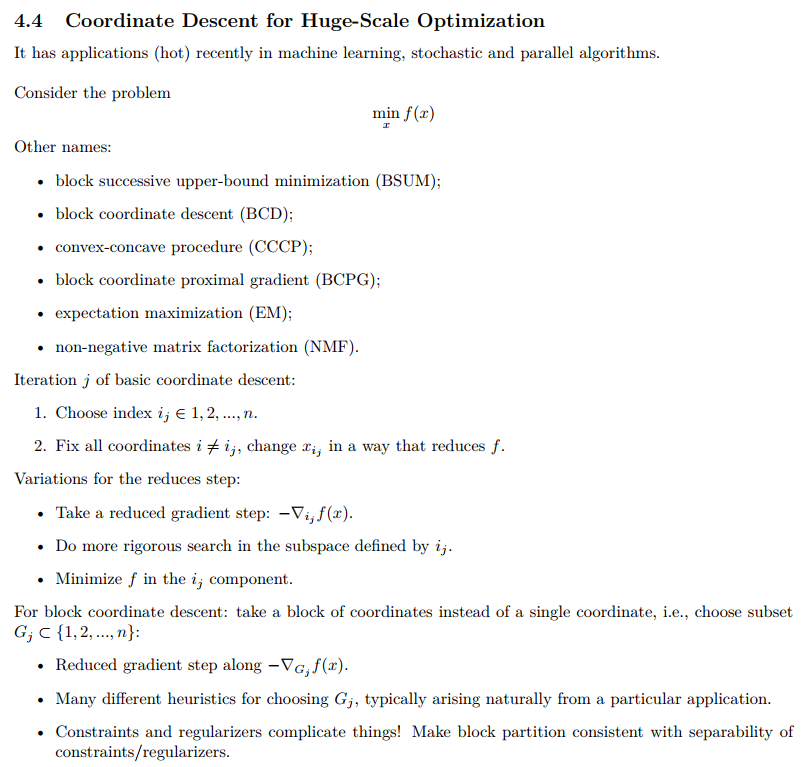 4.4 Coordinate Descent for Huge-Scale Optimization
It has applications (hot) recently in machine learning, stochastic and parallel algorithms.
Consider the problem
min f(x)
x
Other names:
• block successive upper-bound minimization (BSUM);
• block coordinate descent (BCD);
• convex-concave procedure (CCCP);
• block coordinate proximal gradient (BCPG);
• expectation maximization (EM);
• non-negative matrix factorization (NMF).
Iteration j of basic coordinate descent:
1. Choose index i_j ∈ 1, 2, ..., n.
2. Fix all coordinates i ≠ i_j, change x_{i_j} in a way that reduces f.
Variations for the reduces step:
• Take a reduced gradient step: −∇_{i_j} f(x).
• Do more rigorous search in the subspace defined by i_j.
• Minimize f in the i_j component.
For block coordinate descent: take a block of coordinates instead of a single coordinate, i.e., choose subset
G_j ⊂ {1, 2, ..., n}:
• Reduced gradient step along −∇_{G_j} f(x).
• Many different heuristics for choosing G_j, typically arising naturally from a particular application.
• Constraints and regularizers complicate things! Make block partition consistent with separability of
constraints/regularizers.